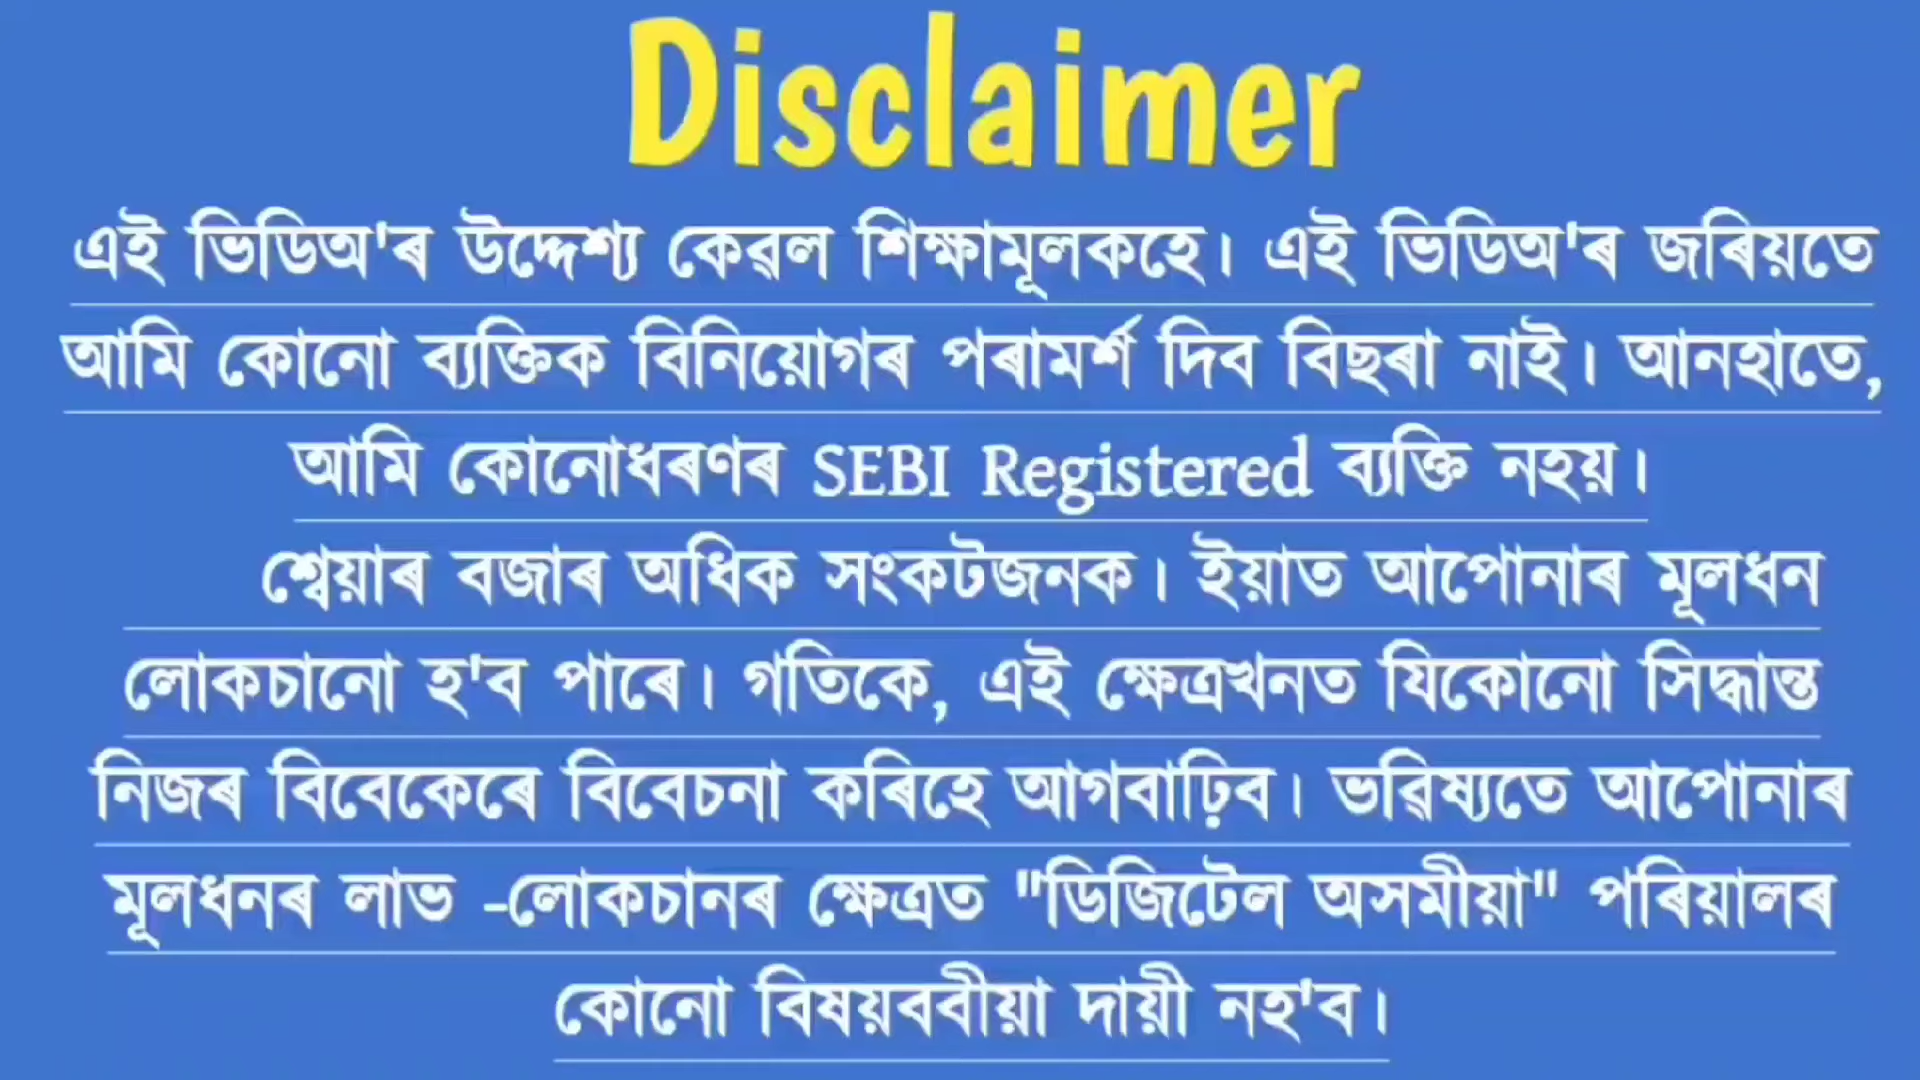 Disclaimer
এই ভিডিঅ'ৰ উদ্দেশ্য কেৱল শিক্ষামূলকহে। এই ভিডিঅ'ৰ জৰিয়তে
আমি কোনো ব্যক্তিক বিনিয়োগৰ পৰামৰ্শ দিব বিছৰা নাই। আনহাতে,
আমি কোনোধৰণৰ SEBI Registered ব্যক্তি নহয়।
শ্বেয়াৰ বজাৰ অধিক সংকটজনক। ইয়াত আপোনাৰ মূলধন
লোকচানো হ'ব পাৰে। গতিকে, এই ক্ষেত্ৰখনত যিকোনো সিদ্ধান্ত
নিজৰ বিবেকেৰে বিবেচনা কৰিহে আগবাঢ়িব। ভৱিষ্যতে আপোনাৰ
মূলধনৰ লাভ -লোকচানৰ ক্ষেত্ৰত "ডিজিটেল অসমীয়া" পৰিয়ালৰ
কোনো বিষয়ববীয়া দায়ী নহ'ব।